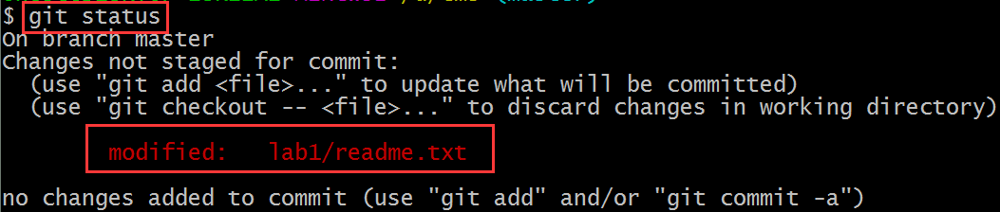 $ git status
On branch master
Changes not staged for commit:
  (use "git add <file>..." to update what will be committed)
  (use "git checkout -- <file>..." to discard changes in working directory)
        modified:   lab1/readme.txt
no changes added to commit (use "git add" and/or "git commit -a")